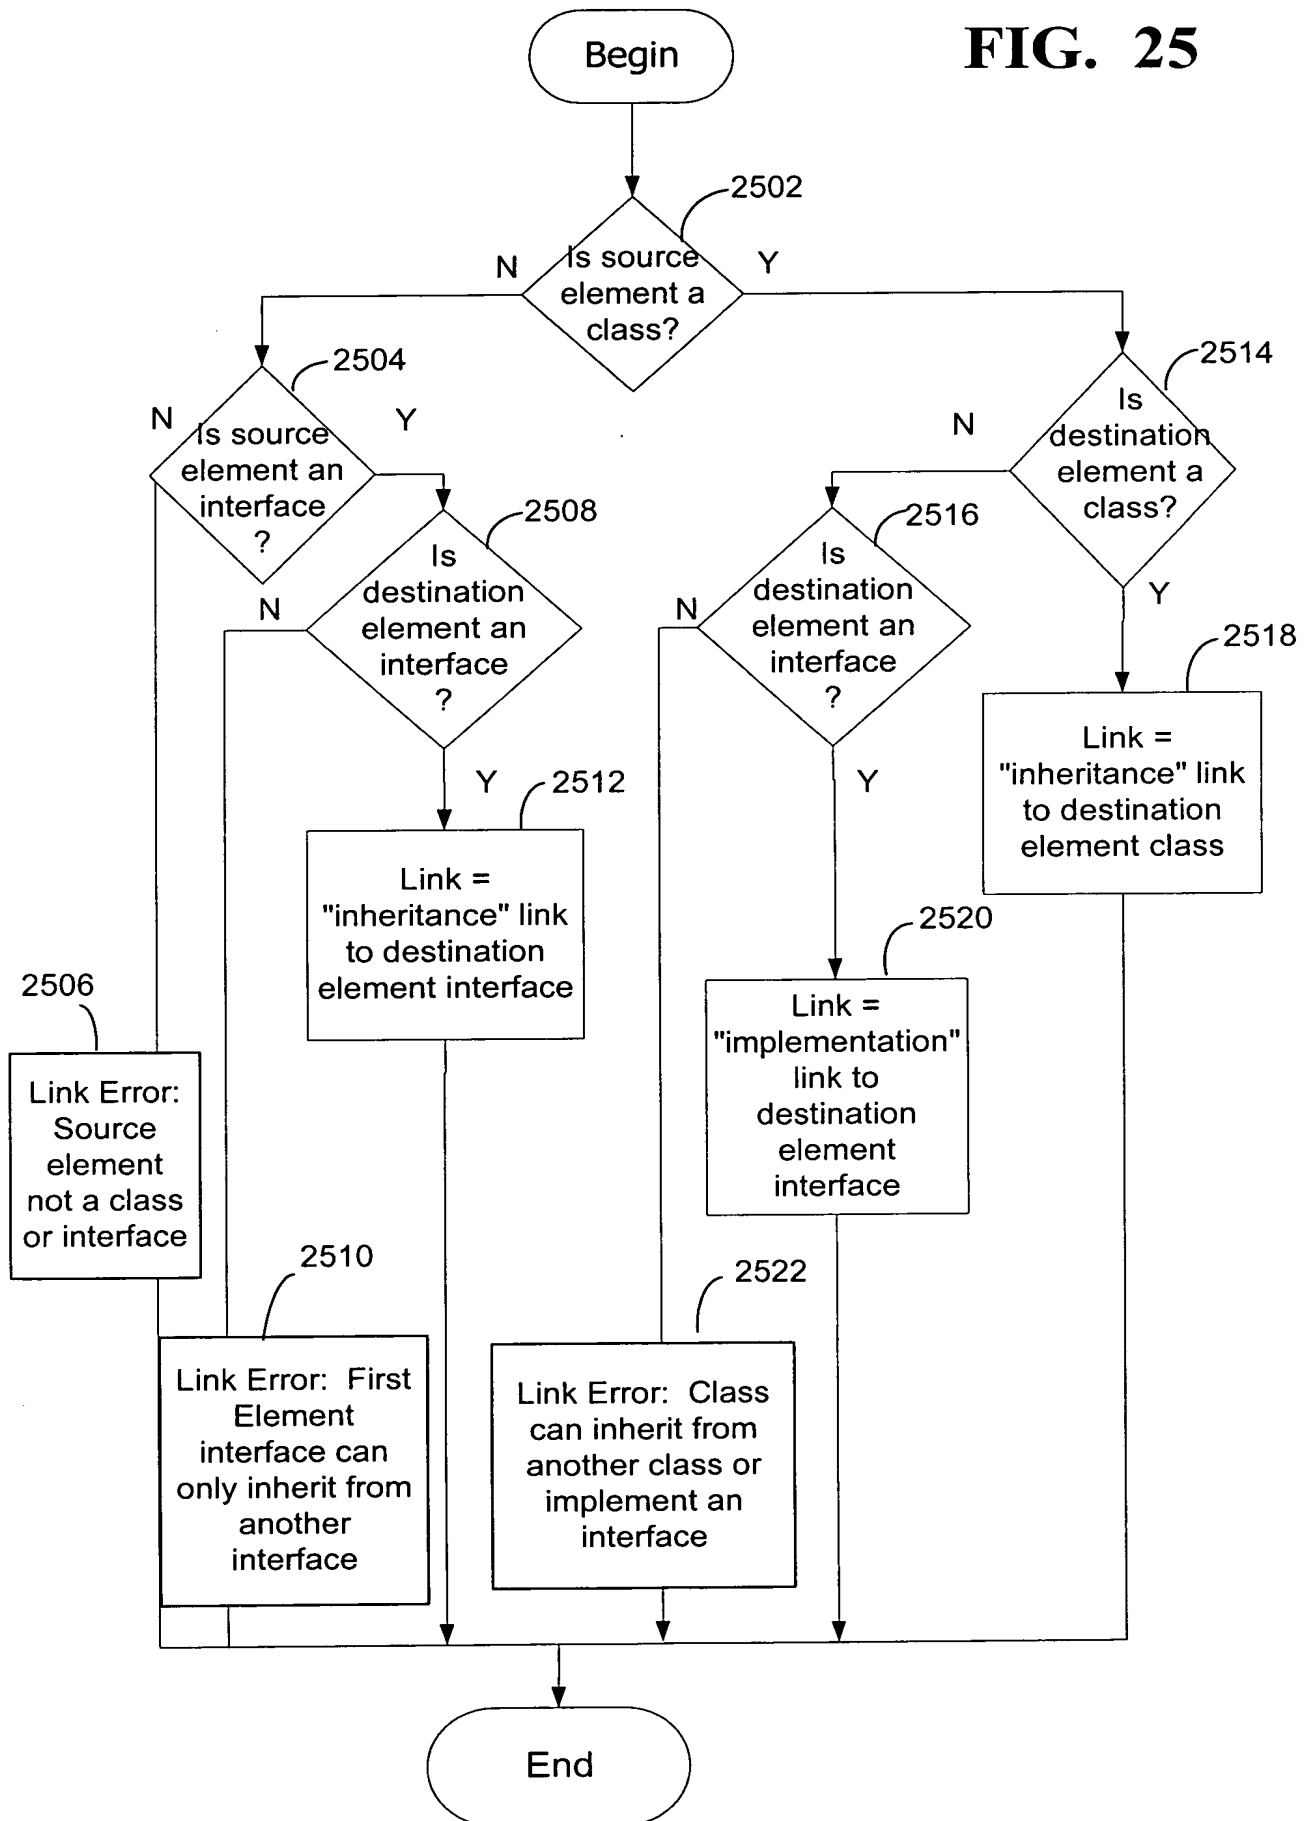 FIG. 25
Begin
2502
N
Is source
element a
class?
Y
2504
N
Is source
element an
interface
?
Y
2514
Is
destination
element a
class?
N
Y
2508
Is
destination
element an
interface
?
N
Y
2516
Is
destination
element an
interface
?
N
Y
2518
Link =
"inheritance" link
to destination
element class
2512
Link =
"inheritance" link
to destination
element interface
2520
Link =
"implementation"
link to
destination
element
interface
2506
Link Error:
Source
element
not a class
or interface
2510
Link Error: First
Element
interface can
only inherit from
another
interface
2522
Link Error: Class
can inherit from
another class or
implement an
interface
End